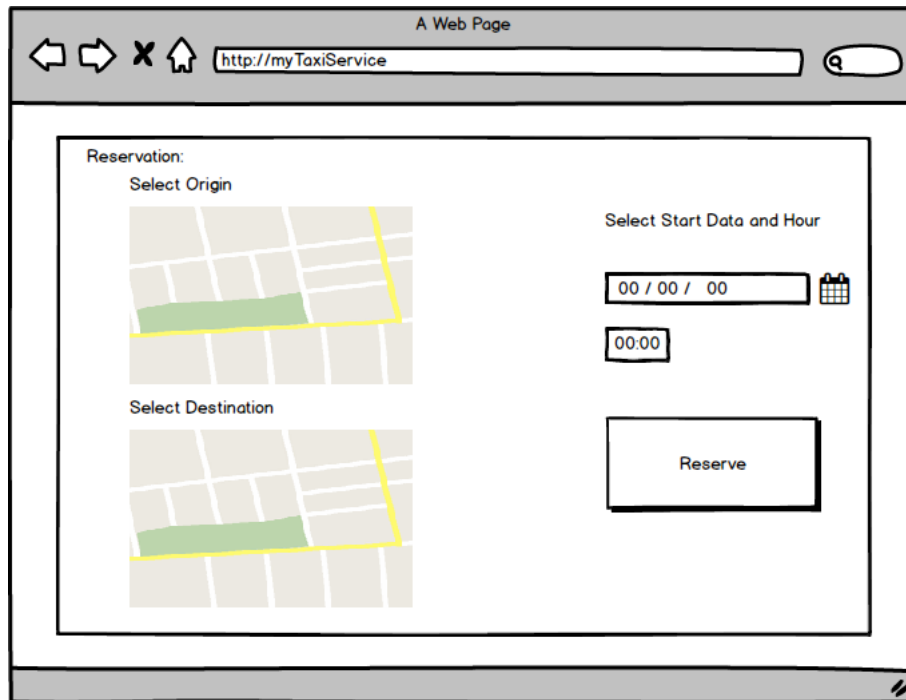 A Web Page
http://myTaxiService
Reservation:
Select Origin
Select Start Data and Hour
00 / 00 / 00
00:00
Select Destination
Reserve